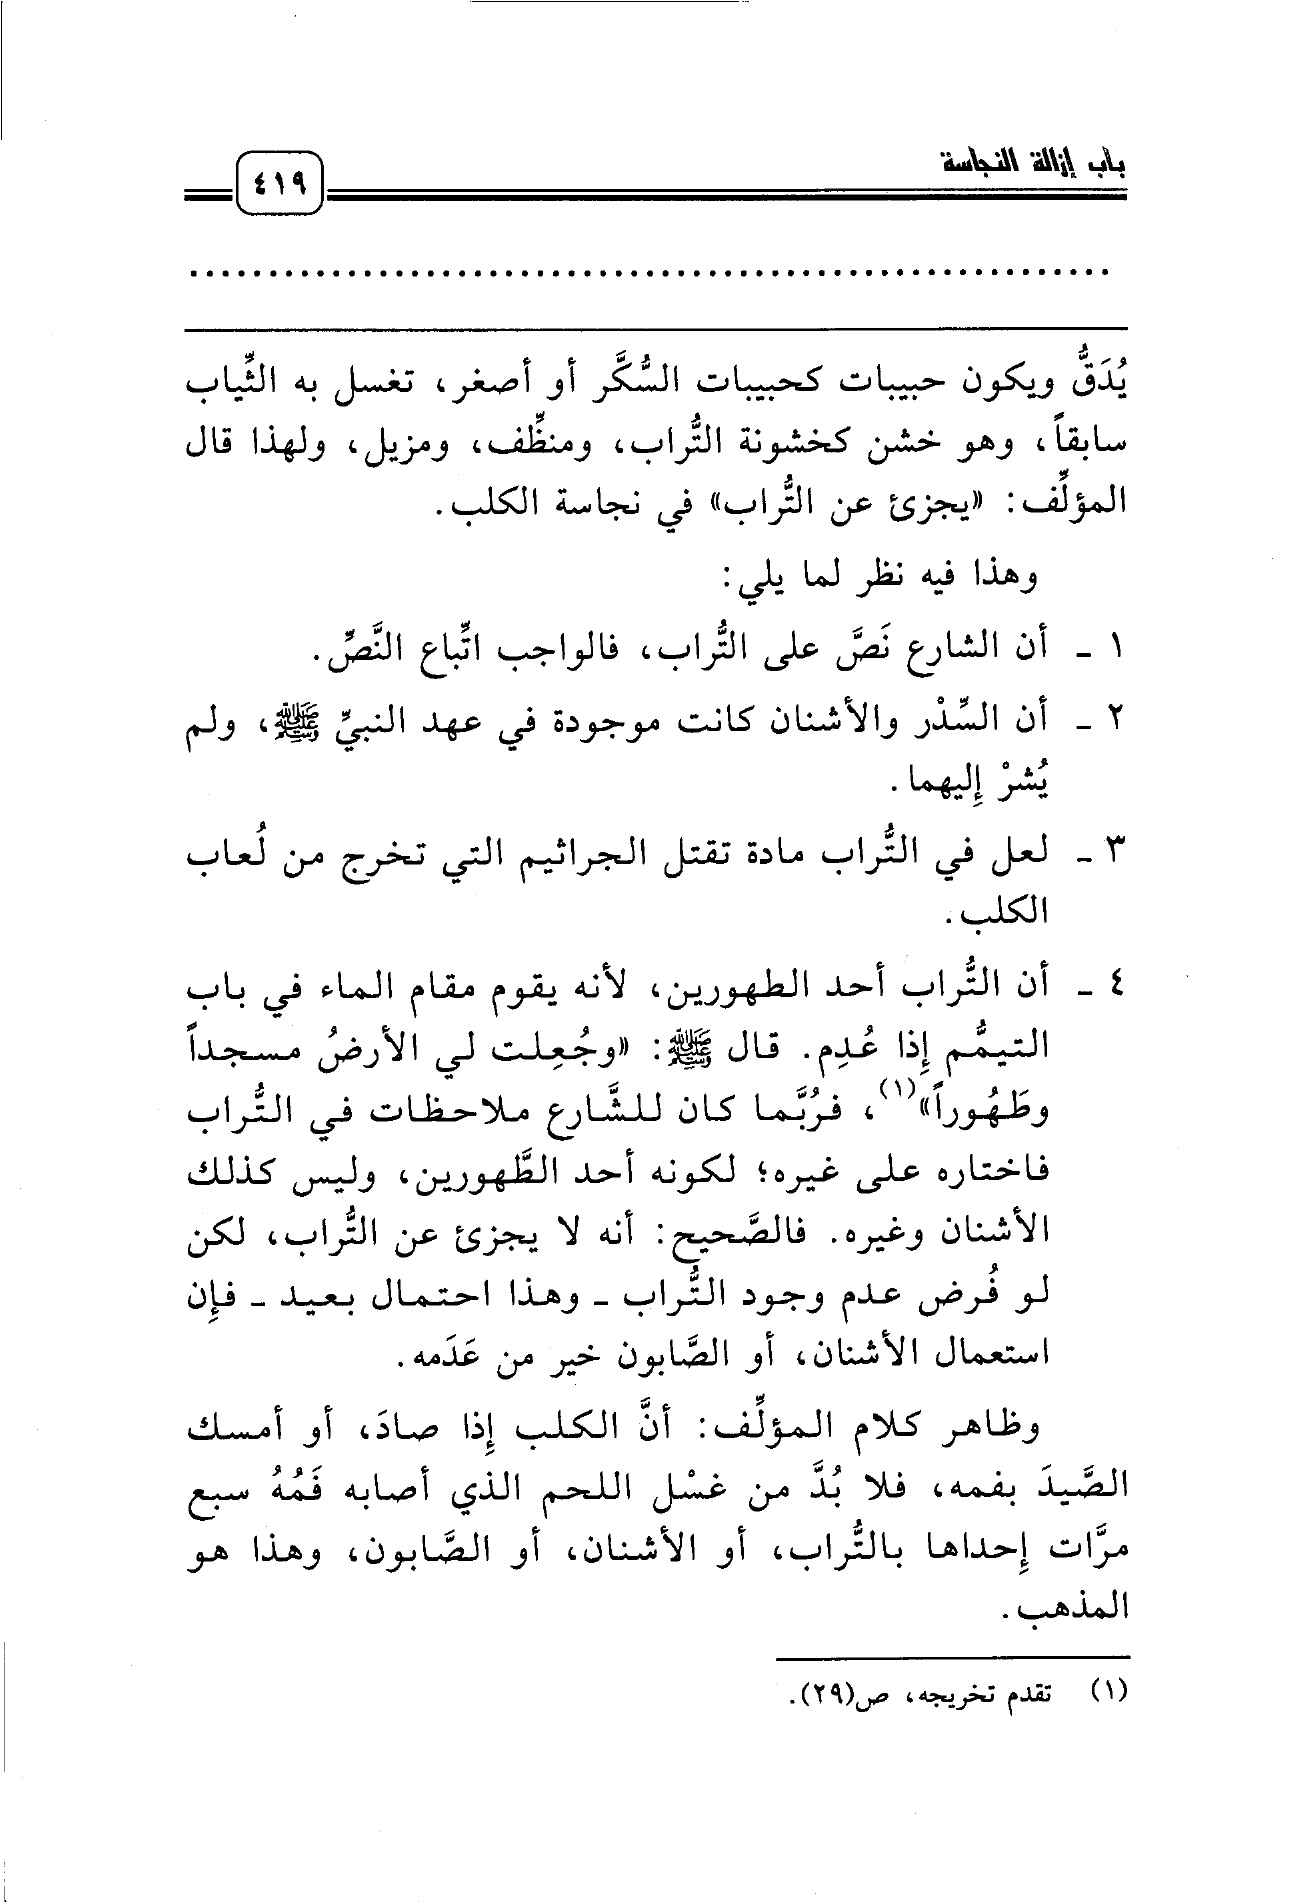 باب إزالة النجاسة
٤١٩
............................................................
يُدَقُّ ويكون حبيبات كحبيبات السُّكَّر أو أصغر، تغسل به الثِّياب
سابقاً، وهو خشن كخشونة التُّراب، ومنظِّف، ومزيل، ولهذا قال
المؤلِّف: «يجزئ عن التُّراب» في نجاسة الكلب.
وهذا فيه نظر لما يلي:
١ ـ أن الشارع نَصَّ على التُّراب، فالواجب اتِّباع النَّصِّ.
٢ ـ أن السِّدْر والأشنان كانت موجودة في عهد النبيِّ ﷺ، ولم
يُشرْ إِليهما.
٣ ـ لعل في التُّراب مادة تقتل الجراثيم التي تخرج من لُعاب
الكلب.
٤ ـ أن التُّراب أحد الطهورين، لأنه يقوم مقام الماء في باب
التيمُّم إِذا عُدِم. قال ﷺ: «وجُعِلت لي الأرضُ مسجداً
وطَهُوراً»(١)، فرُبَّما كان للشَّارع ملاحظات في التُّراب
فاختاره على غيره؛ لكونه أحد الطَّهورين، وليس كذلك
الأشنان وغيره. فالصَّحيح: أنه لا يجزئ عن التُّراب، لكن
لو فُرض عدم وجود التُّراب ـ وهذا احتمال بعيد ـ فإِن
استعمال الأشنان، أو الصَّابون خير من عَدَمه.
وظاهر كلام المؤلِّف: أنَّ الكلب إِذا صادَ، أو أمسك
الصَّيدَ بفمه، فلا بُدَّ من غسْل اللحم الذي أصابه فَمُهُ سبع
مرَّات إِحداها بالتُّراب، أو الأشنان، أو الصَّابون، وهذا هو
المذهب.
(١) تقدم تخريجه، ص(٢٩).